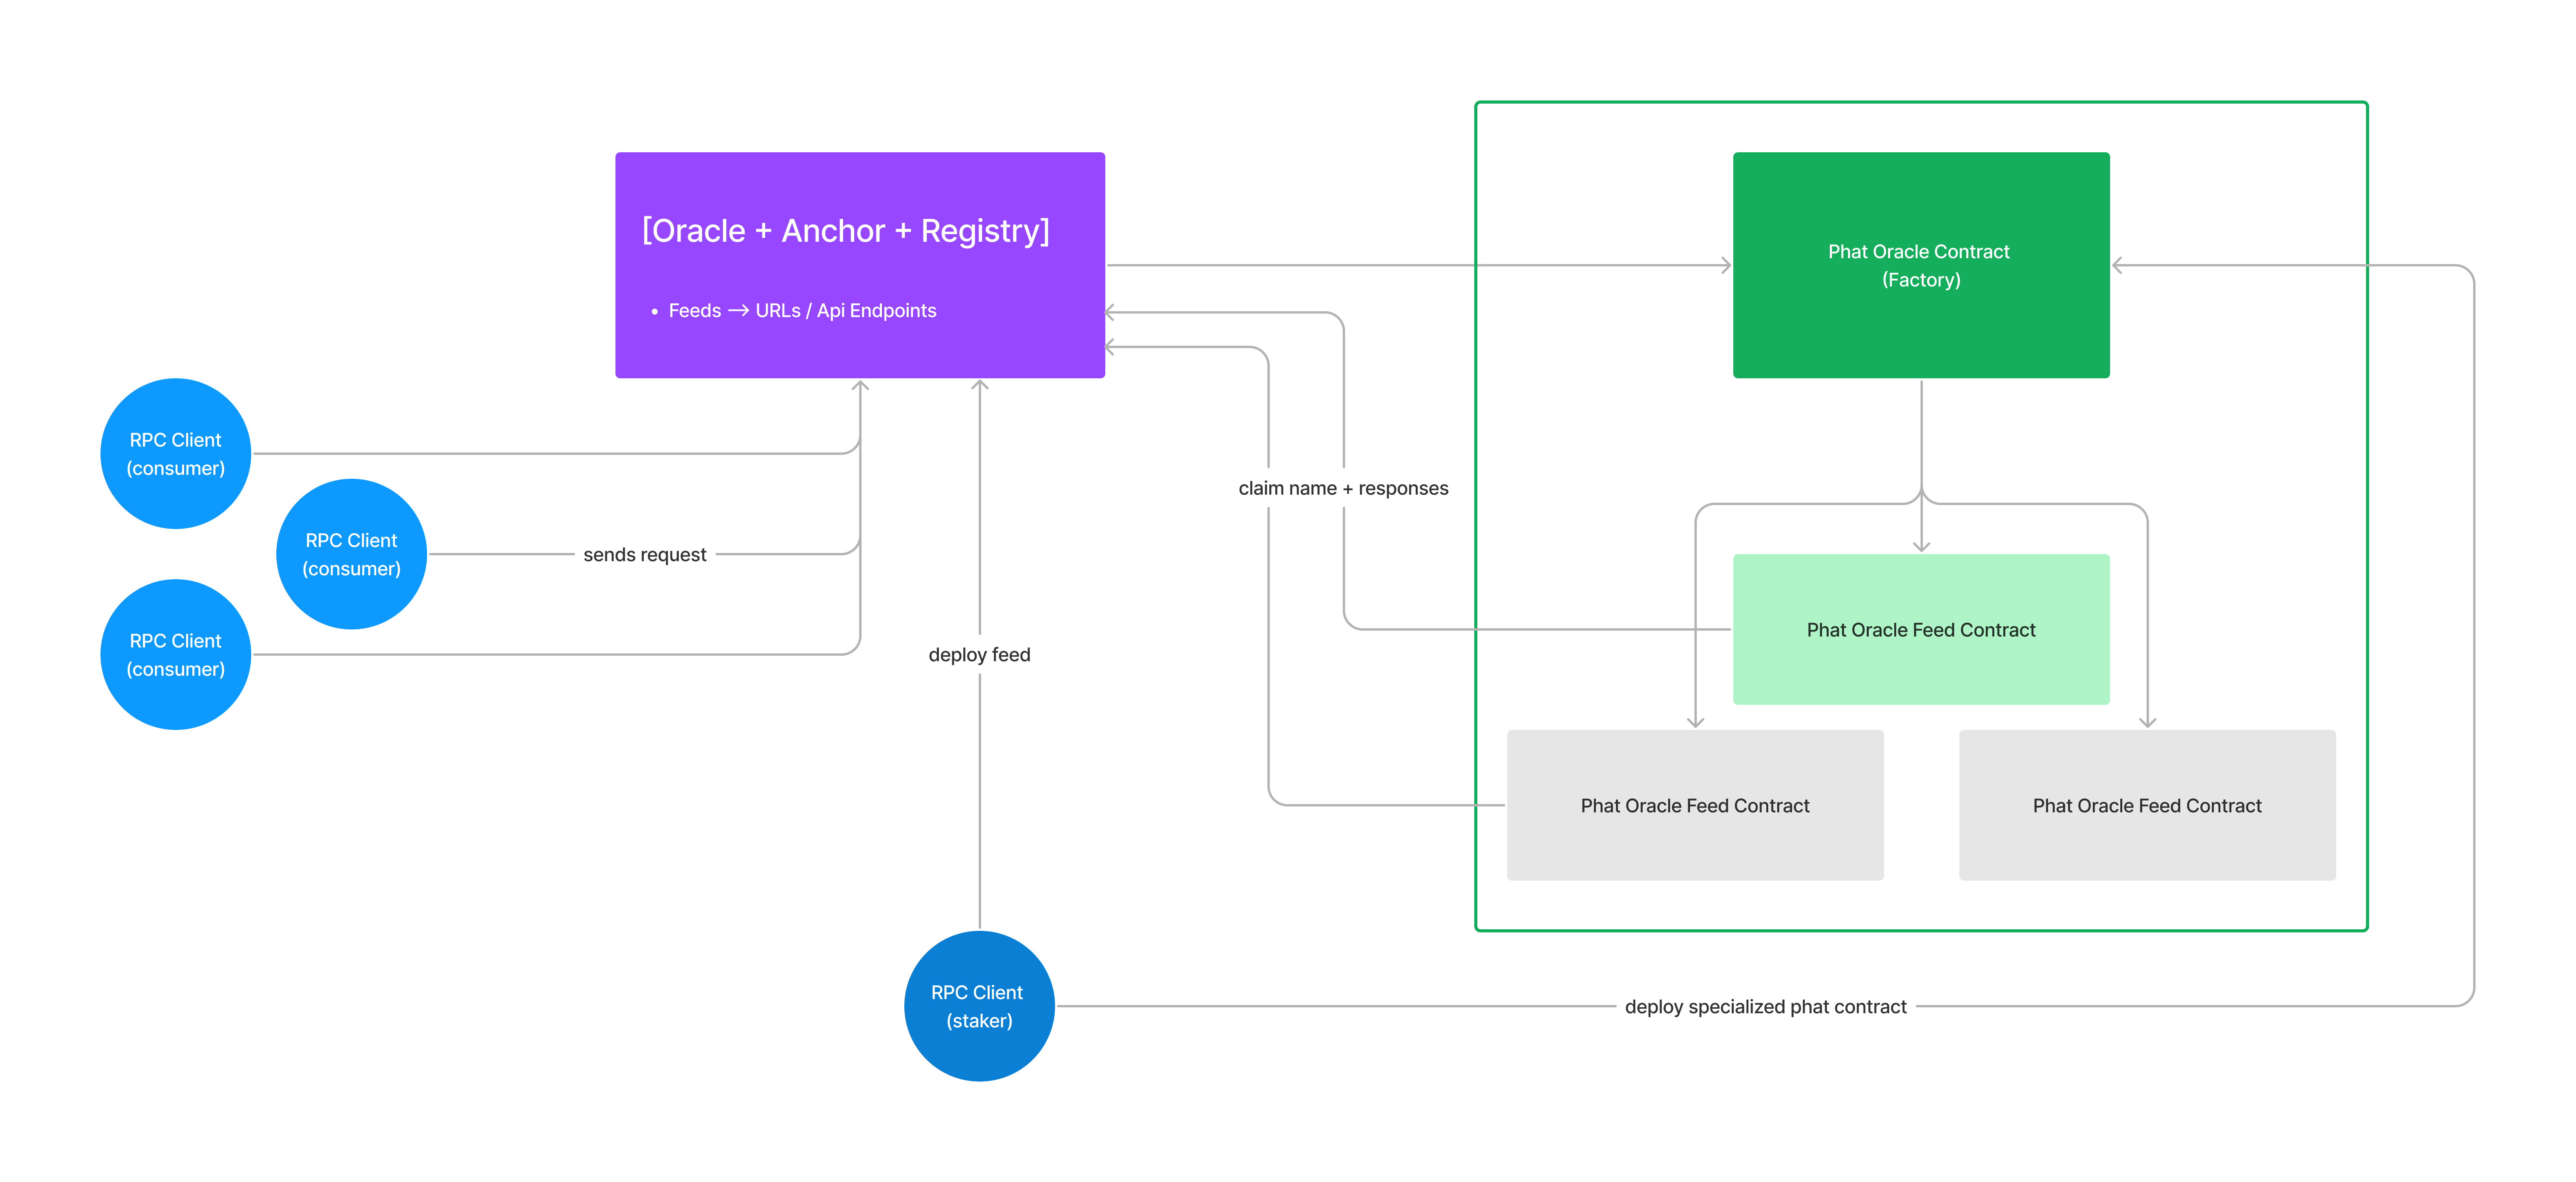 [Oracle + Anchor + Registry]
• Feeds → URLs / Api Endpoints
Phat Oracle Contract
(Factory)
RPC Client
(consumer)
RPC Client
(consumer)
RPC Client
(consumer)
sends request
deploy feed
claim name + responses
Phat Oracle Feed Contract
Phat Oracle Feed Contract
Phat Oracle Feed Contract
RPC Client
(staker)
deploy specialized phat contract